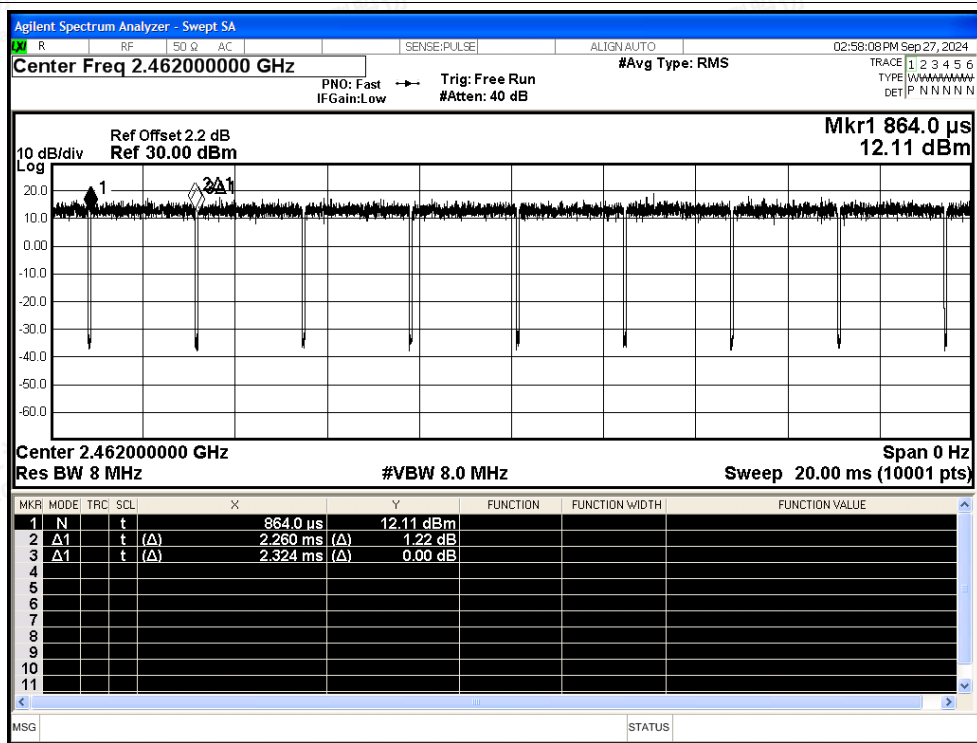 Agilent Spectrum Analyzer - Swept SA
LXI R RF 50 Ω AC SENSE:PULSE ALIGN AUTO 02:58:08 PM Sep 27, 2024
Center Freq 2.462000000 GHz #Avg Type: RMS TRACE 1 2 3 4 5 6
PNO: Fast Trig: Free Run TYPE WWWWWW
IFGain:Low #Atten: 40 dB DET P N N N N N
Mkr1 864.0 µs
Ref Offset 2.2 dB
10 dB/div Ref 30.00 dBm 12.11 dBm
Log
20.0
1 2Δ1
10.0
0.00
-10.0
-20.0
-30.0
-40.0
-50.0
-60.0
Center 2.462000000 GHz Span 0 Hz
Res BW 8 MHz #VBW 8.0 MHz Sweep 20.00 ms (10001 pts)
MKR MODE TRC SCL X Y FUNCTION FUNCTION WIDTH FUNCTION VALUE
1 N t 864.0 µs 12.11 dBm
2 Δ1 t (Δ) 2.260 ms (Δ) 1.22 dB
3 Δ1 t (Δ) 2.324 ms (Δ) 0.00 dB
4
5
6
7
8
9
10
11
MSG STATUS